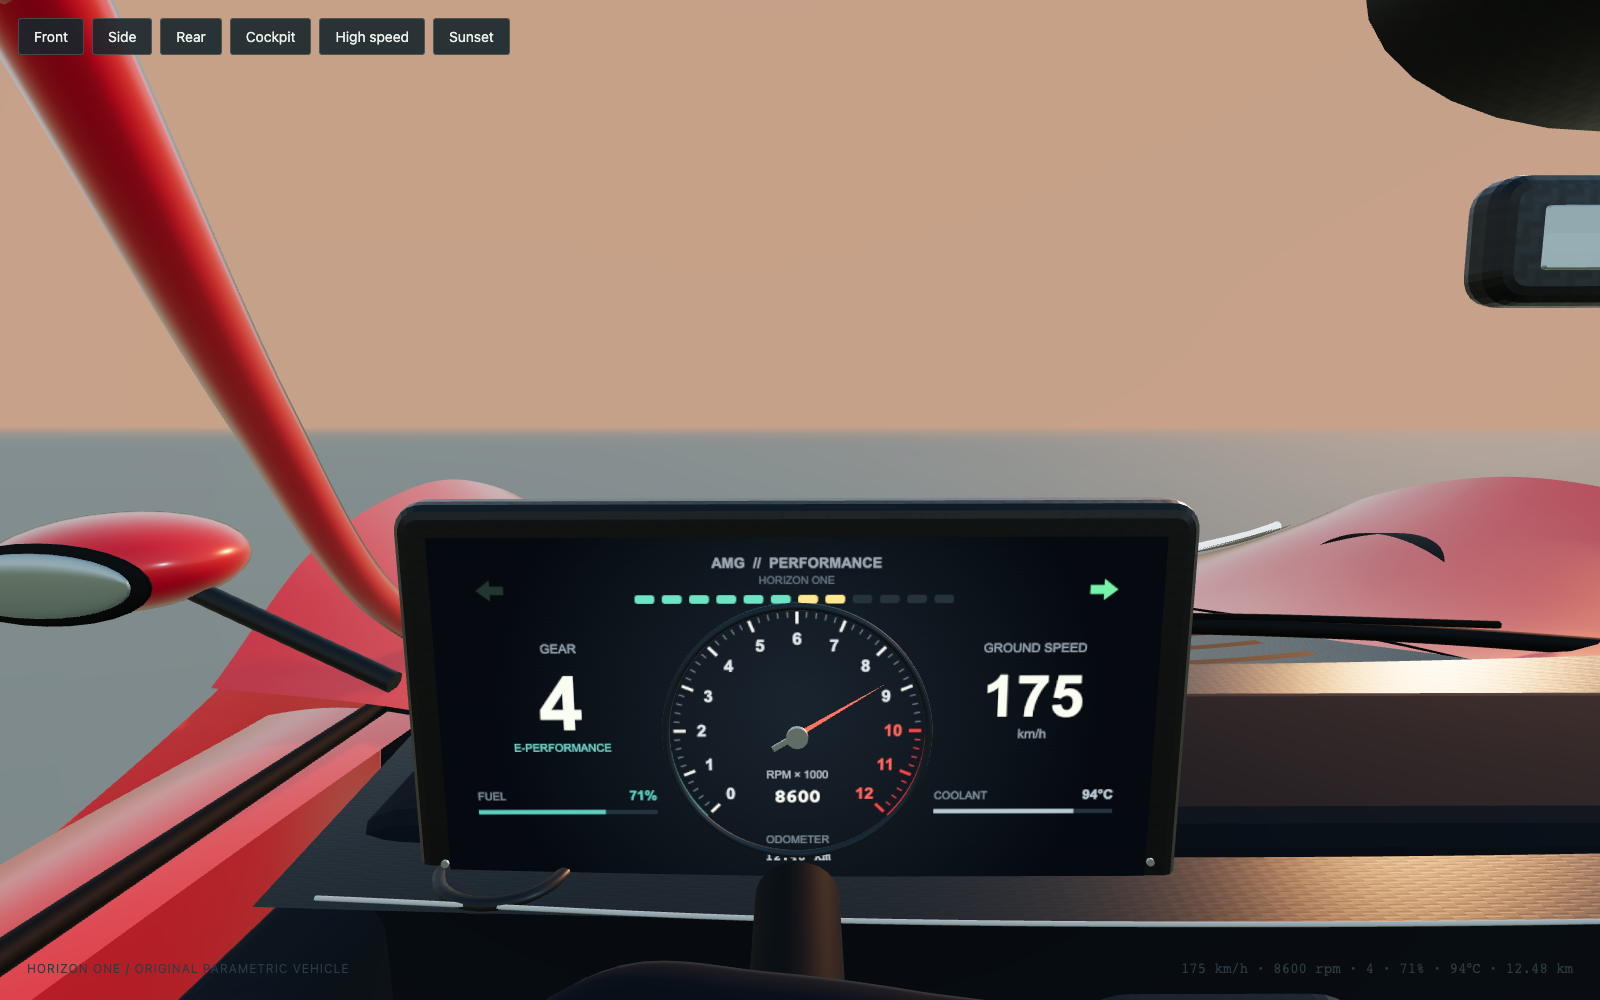 Front Side Rear Cockpit High speed Sunset
AMG // PERFORMANCE
HORIZON ONE
GEAR
4
E-PERFORMANCE
FUEL 71%
0 1 2 3 4 5 6 7 8 9 10 11 12
RPM × 1000
8600
ODOMETER
GROUND SPEED
175
km/h
COOLANT 94°C
HORIZON ONE / ORIGINAL PARAMETRIC VEHICLE
175 km/h · 8600 rpm · 4 · 71% · 94°C · 12.48 km